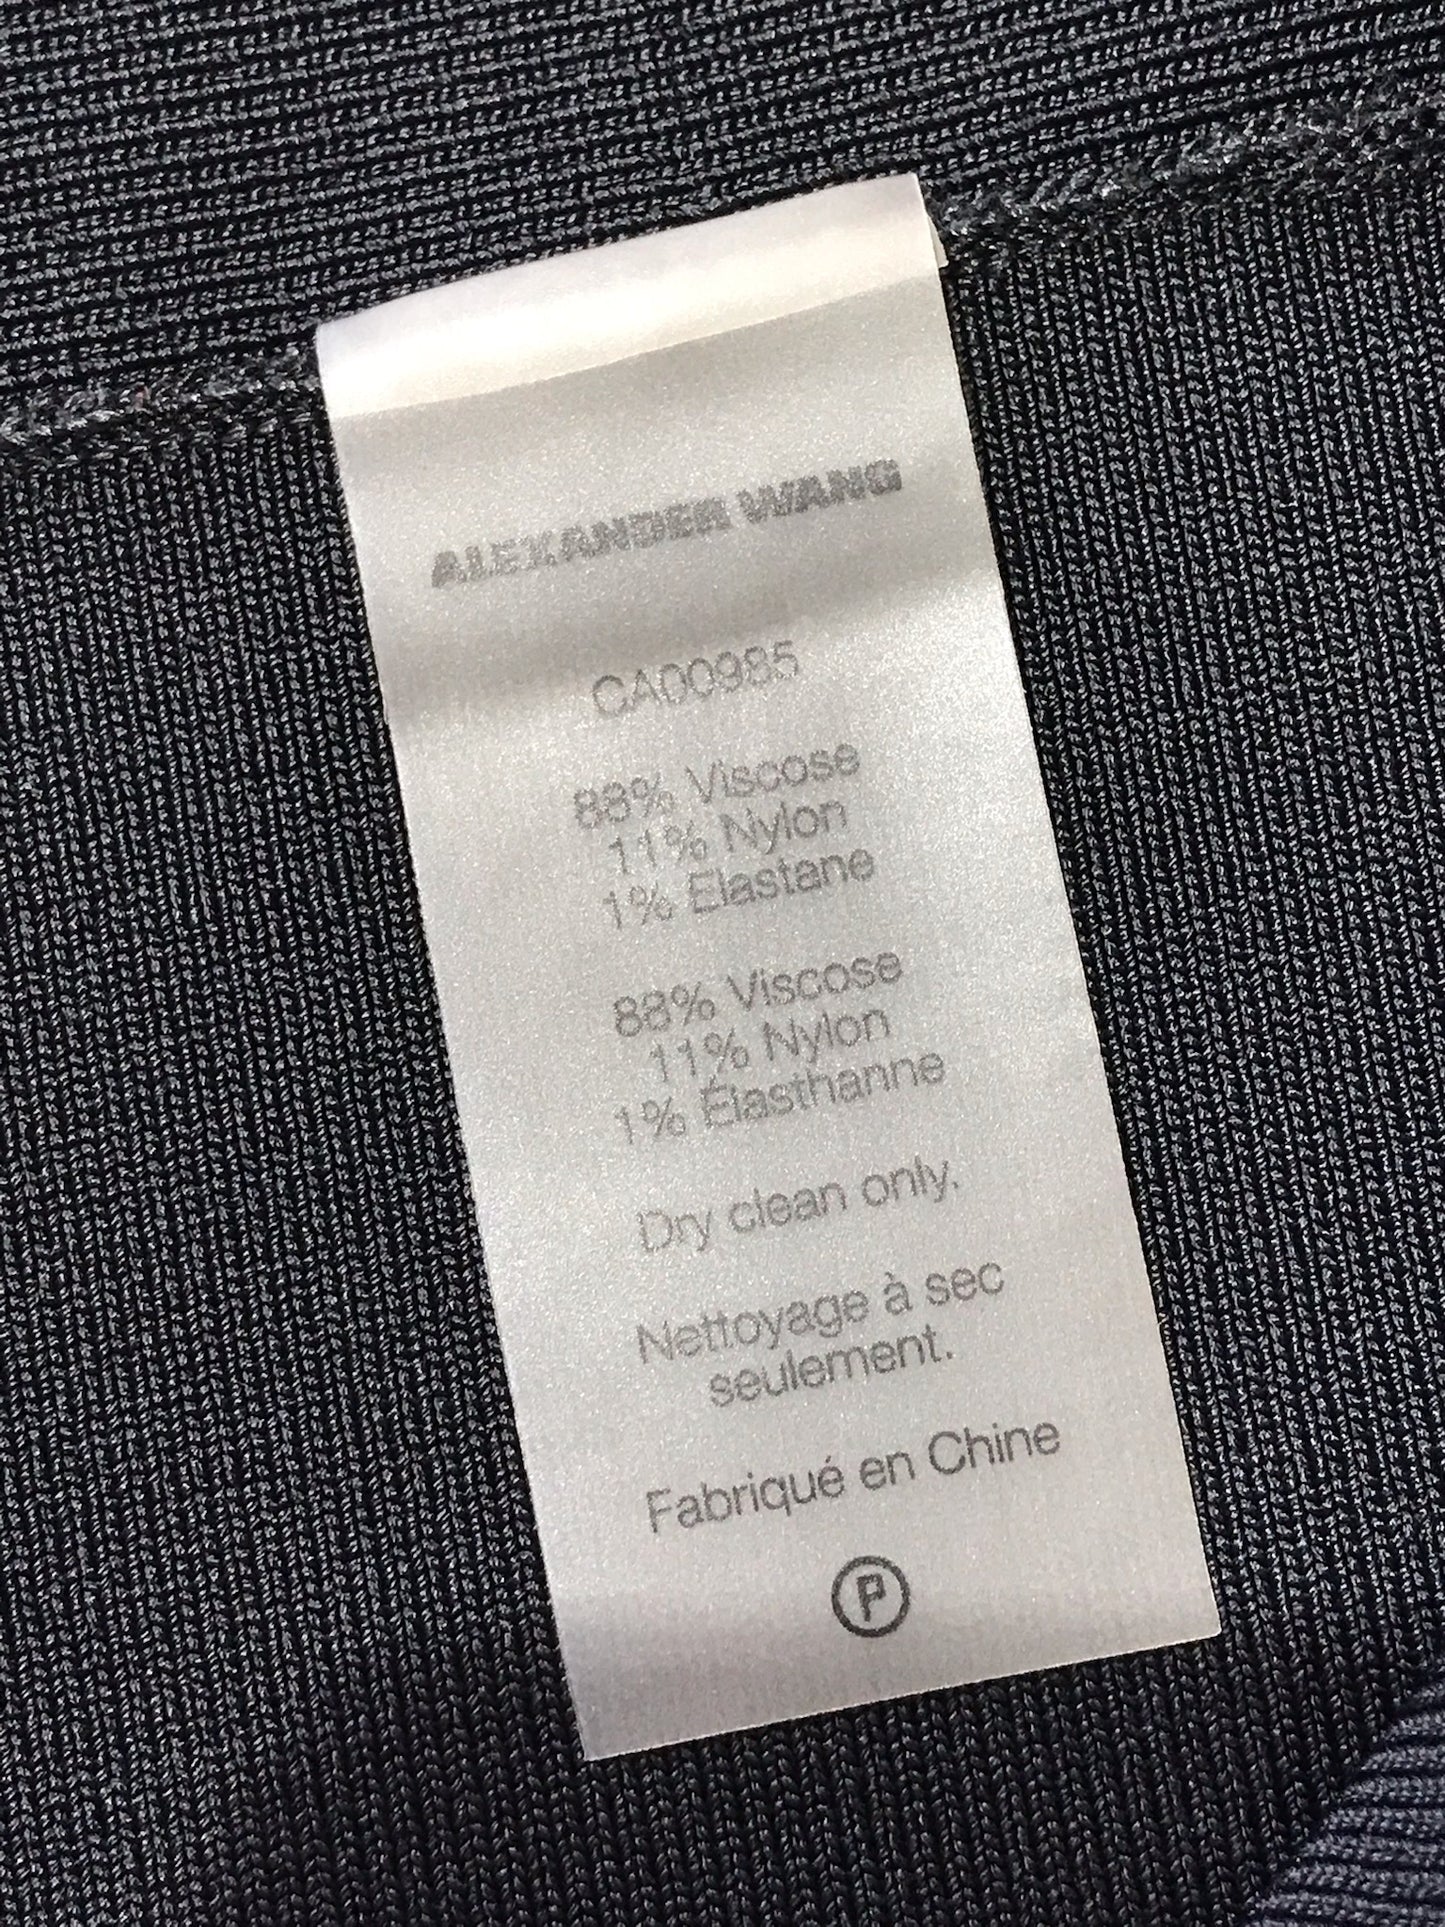 ALEXANDER WANG
CA00985
88% Viscose
11% Nylon
1% Elastane
88% Viscose
11% Nylon
1% Élasthanne
Dry clean only.
Nettoyage à sec
seulement.
Fabriqué en Chine
P